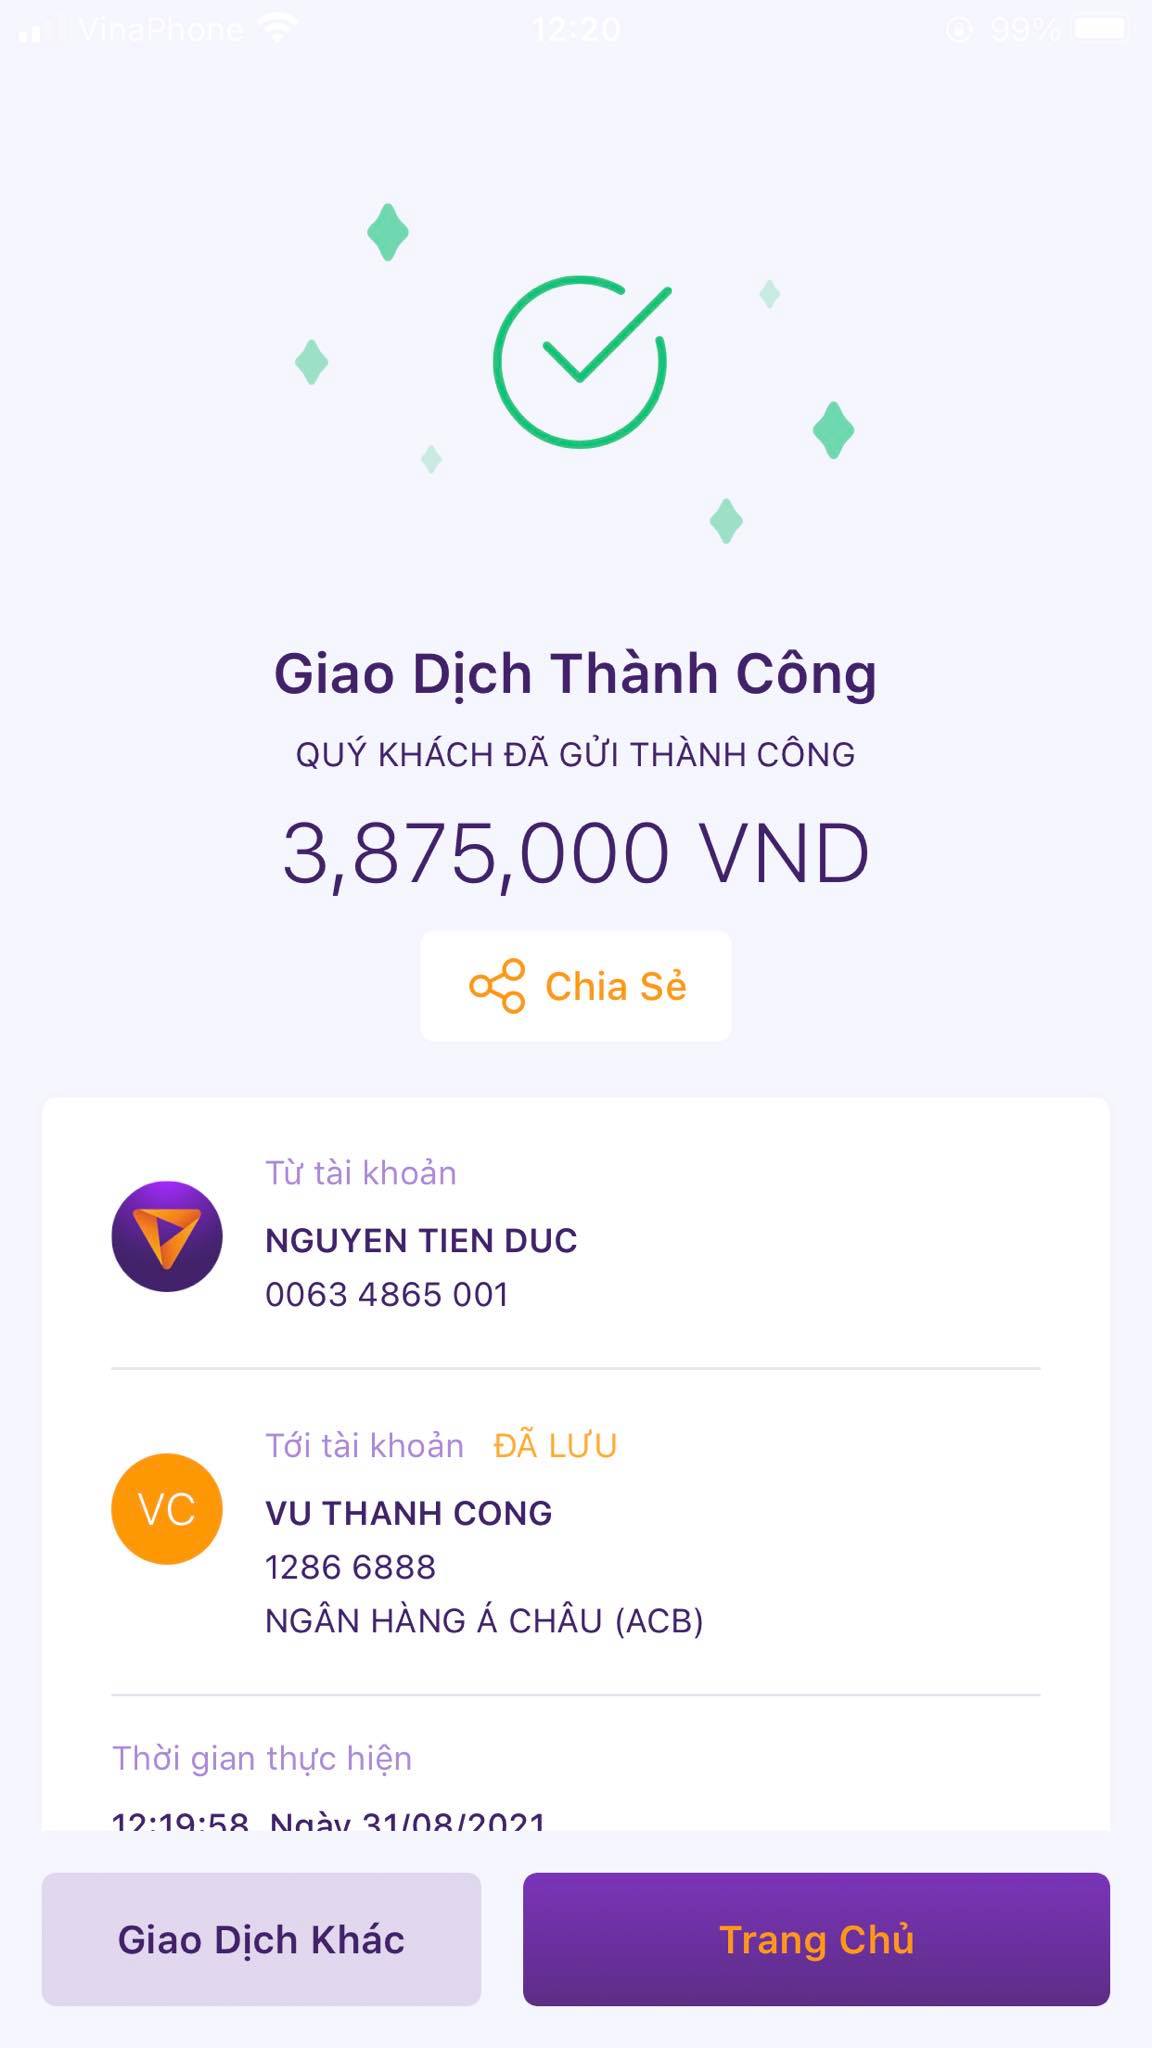 VinaPhone 12:20 99%
Giao Dịch Thành Công
QUÝ KHÁCH ĐÃ GỬI THÀNH CÔNG
3,875,000 VND
Chia Sẻ
Từ tài khoản
NGUYEN TIEN DUC
0063 4865 001
Tới tài khoản ĐÃ LƯU
VC
VU THANH CONG
1286 6888
NGÂN HÀNG Á CHÂU (ACB)
Thời gian thực hiện
12:19:58, Ngày 31/08/2021
Giao Dịch Khác
Trang Chủ